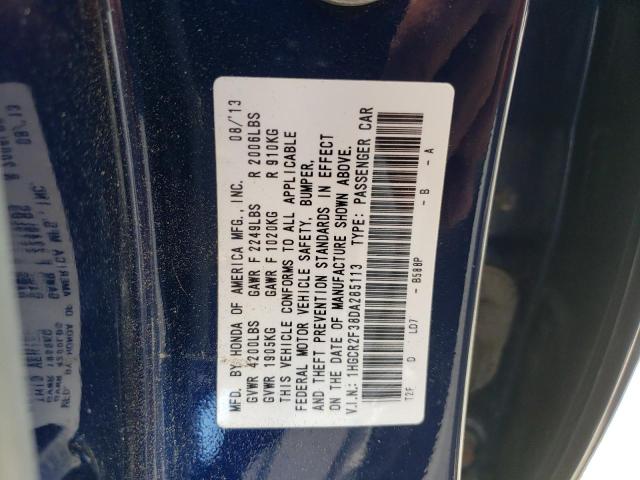 MFD. BY HONDA OF AMERICA MFG., INC. 08/'13
GVWR 4200LBS GAWR F 2249LBS R 2006LBS
GVWR 1905KG GAWR F 1020KG R 910KG
THIS VEHICLE CONFORMS TO ALL APPLICABLE
FEDERAL MOTOR VEHICLE SAFETY, BUMPER,
AND THEFT PREVENTION STANDARDS IN EFFECT
ON THE DATE OF MANUFACTURE SHOWN ABOVE.
V.I.N.: 1HGCR2F38DA285113 TYPE: PASSENGER CAR
T2F D LD7 - B588P - B - A